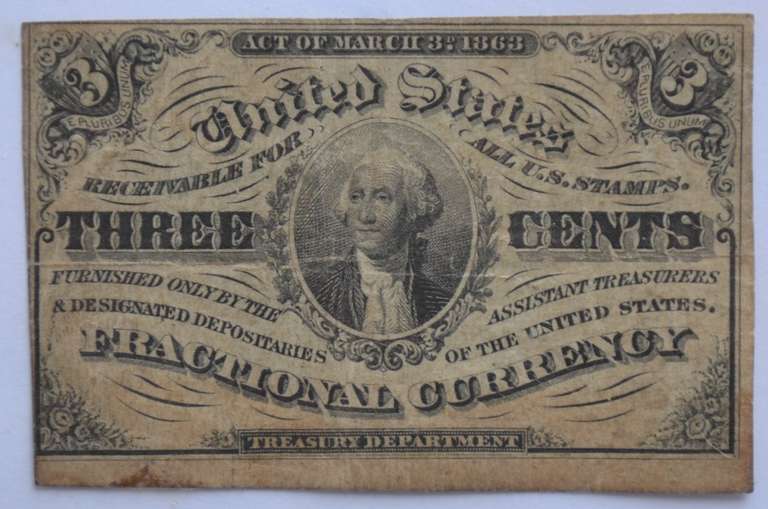 ACT OF MARCH 3D. 1863
3 3
E PLURIBUS UNUM E PLURIBUS UNUM
United States
RECEIVABLE FOR ALL U.S. STAMPS.
THREE CENTS
FURNISHED ONLY BY THE ASSISTANT TREASURERS
& DESIGNATED DEPOSITARIES OF THE UNITED STATES.
FRACTIONAL CURRENCY
TREASURY DEPARTMENT